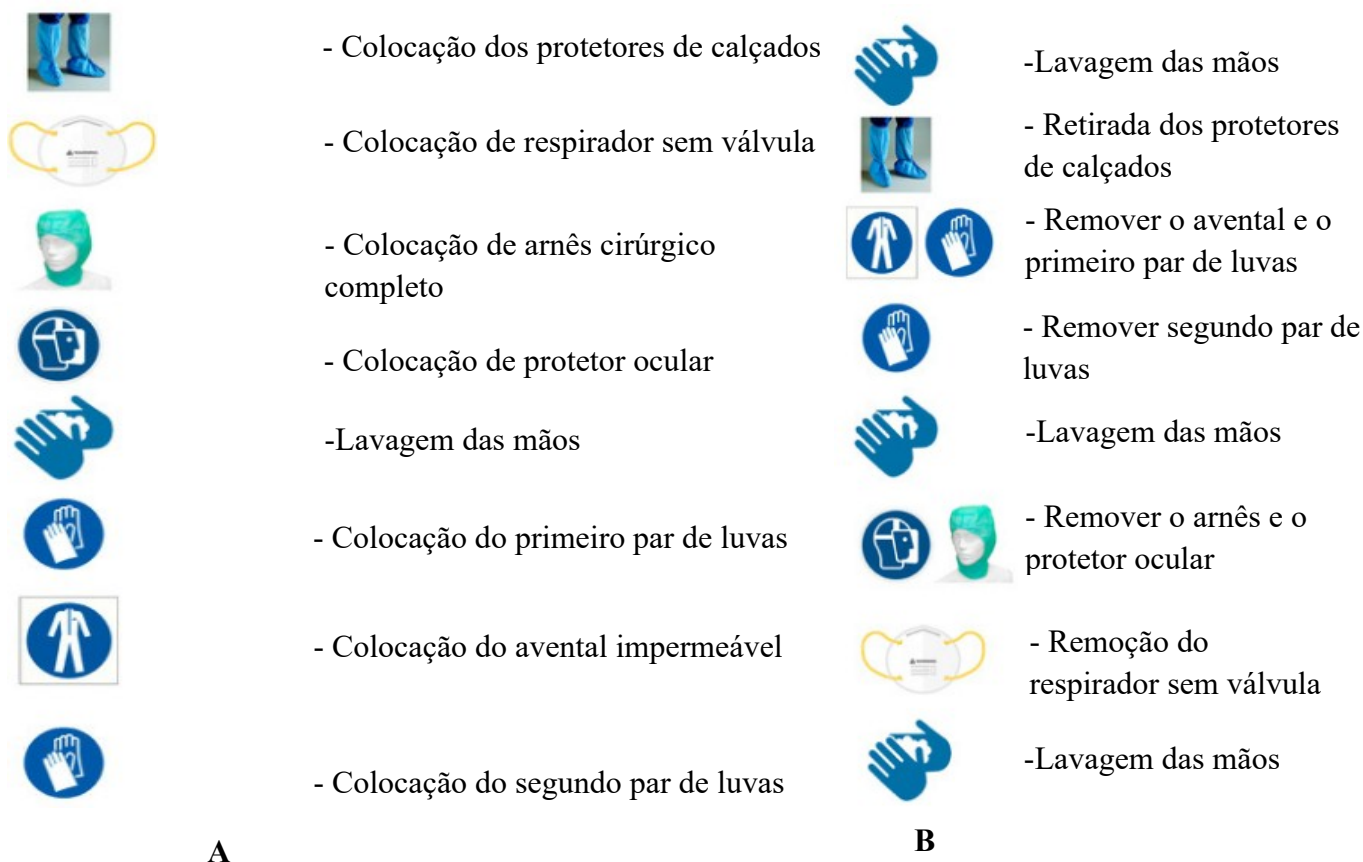 - Colocação dos protetores de calçados
- Colocação de respirador sem válvula
- Colocação de arnês cirúrgico
completo
- Colocação de protetor ocular
-Lavagem das mãos
- Colocação do primeiro par de luvas
- Colocação do avental impermeável
- Colocação do segundo par de luvas
A
-Lavagem das mãos
- Retirada dos protetores
de calçados
- Remover o avental e o
primeiro par de luvas
- Remover segundo par de
luvas
-Lavagem das mãos
- Remover o arnês e o
protetor ocular
- Remoção do
respirador sem válvula
-Lavagem das mãos
B